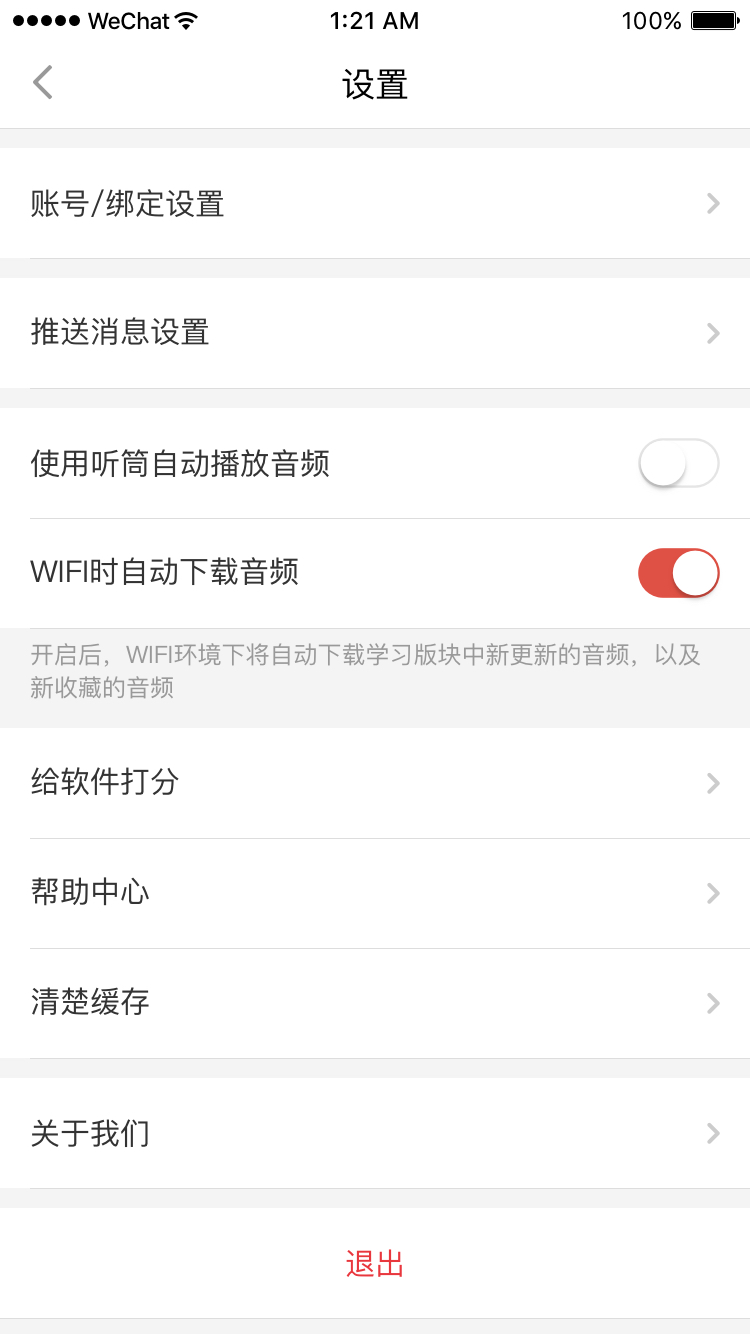 WeChat 1:21 AM 100%
设置
账号/绑定设置
推送消息设置
使用听筒自动播放音频
WIFI时自动下载音频
开启后，WIFI环境下将自动下载学习版块中新更新的音频，以及
新收藏的音频
给软件打分
帮助中心
清楚缓存
关于我们
退出